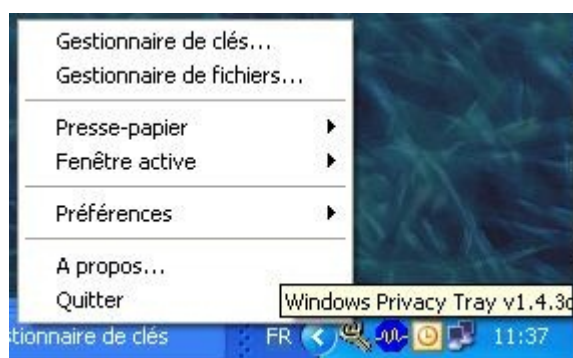 Gestionnaire de clés...
Gestionnaire de fichiers...
Presse-papier
Fenêtre active
Préférences
A propos...
Quitter
Windows Privacy Tray v1.4.3
tionnaire de clés
FR
11:37